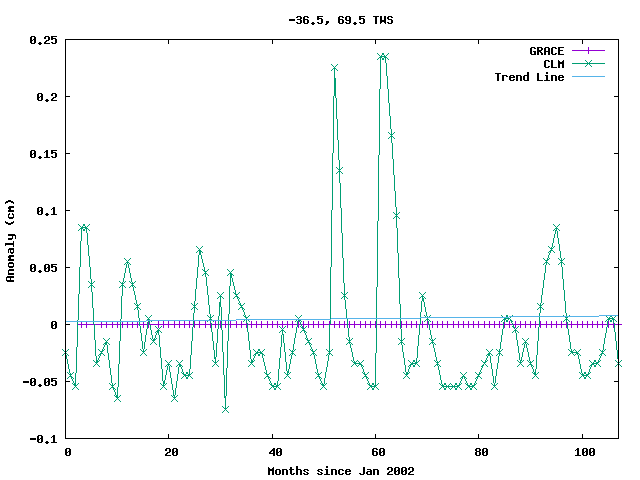 -36.5, 69.5 TWS
GRACE
CLM
Trend Line
0.25
0.2
0.15
0.1
0.05
0
-0.05
-0.1
Anomaly (cm)
0 20 40 60 80 100
Months since Jan 2002